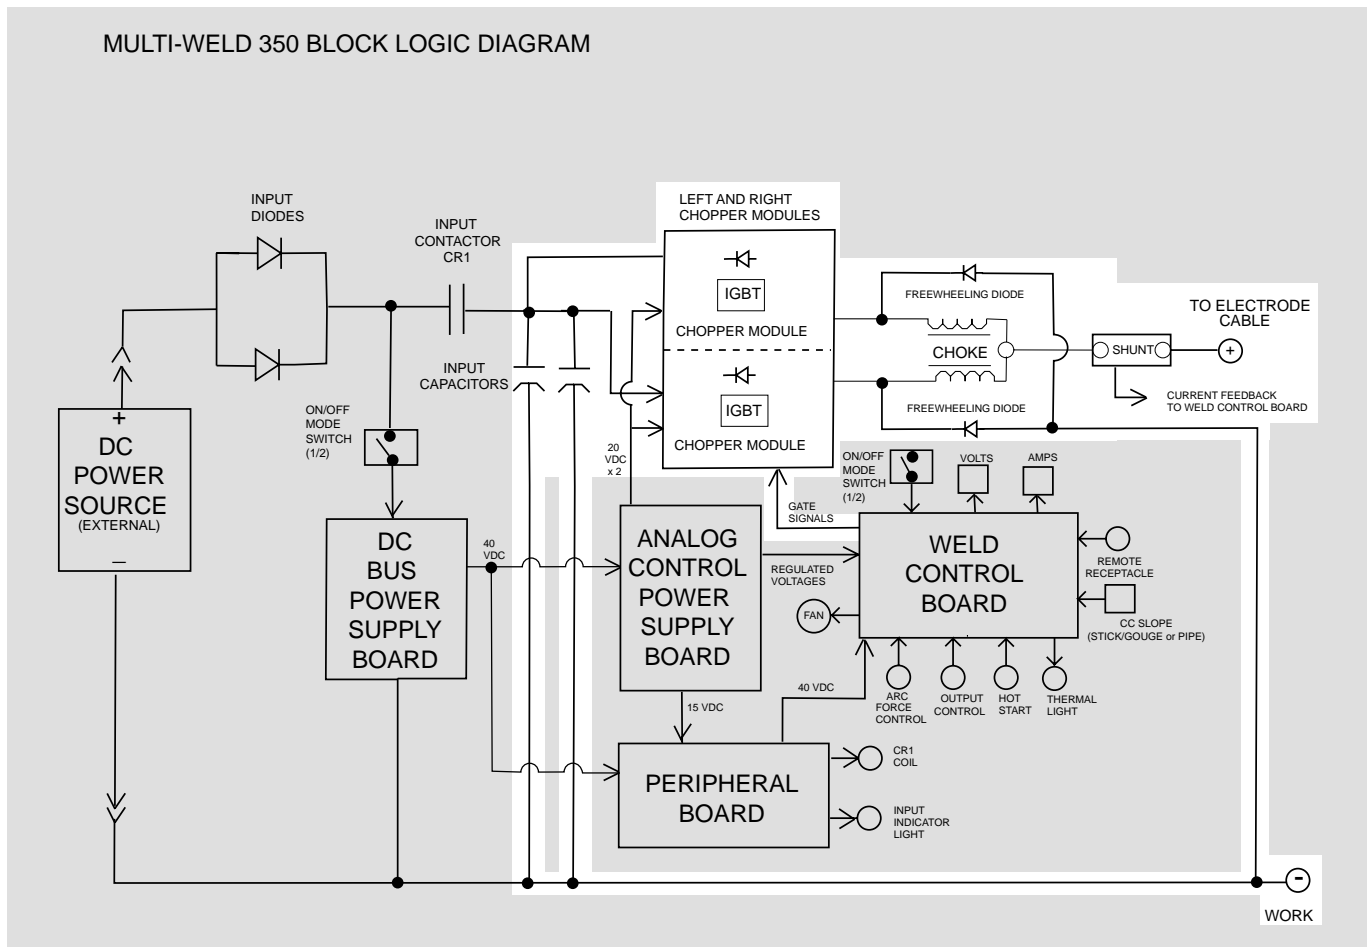 MULTI-WELD 350 BLOCK LOGIC DIAGRAM
INPUT
DIODES
INPUT
CONTACTOR
CR1
LEFT AND RIGHT
CHOPPER MODULES
IGBT
CHOPPER MODULE
IGBT
CHOPPER MODULE
INPUT
CAPACITORS
FREEWHEELING DIODE
CHOKE
FREEWHEELING DIODE
SHUNT
TO ELECTRODE
CABLE
+
CURRENT FEEDBACK
TO WELD CONTROL BOARD
+
DC
POWER
SOURCE
(EXTERNAL)
–
ON/OFF
MODE
SWITCH
(1/2)
DC
BUS
POWER
SUPPLY
BOARD
40
VDC
20
VDC
x 2
ANALOG
CONTROL
POWER
SUPPLY
BOARD
GATE
SIGNALS
REGULATED
VOLTAGES
ON/OFF
MODE
SWITCH
(1/2)
VOLTS
AMPS
WELD
CONTROL
BOARD
REMOTE
RECEPTACLE
CC SLOPE
(STICK/GOUGE or PIPE)
FAN
ARC
FORCE
CONTROL
OUTPUT
CONTROL
HOT
START
THERMAL
LIGHT
40 VDC
15 VDC
PERIPHERAL
BOARD
CR1
COIL
INPUT
INDICATOR
LIGHT
-
WORK